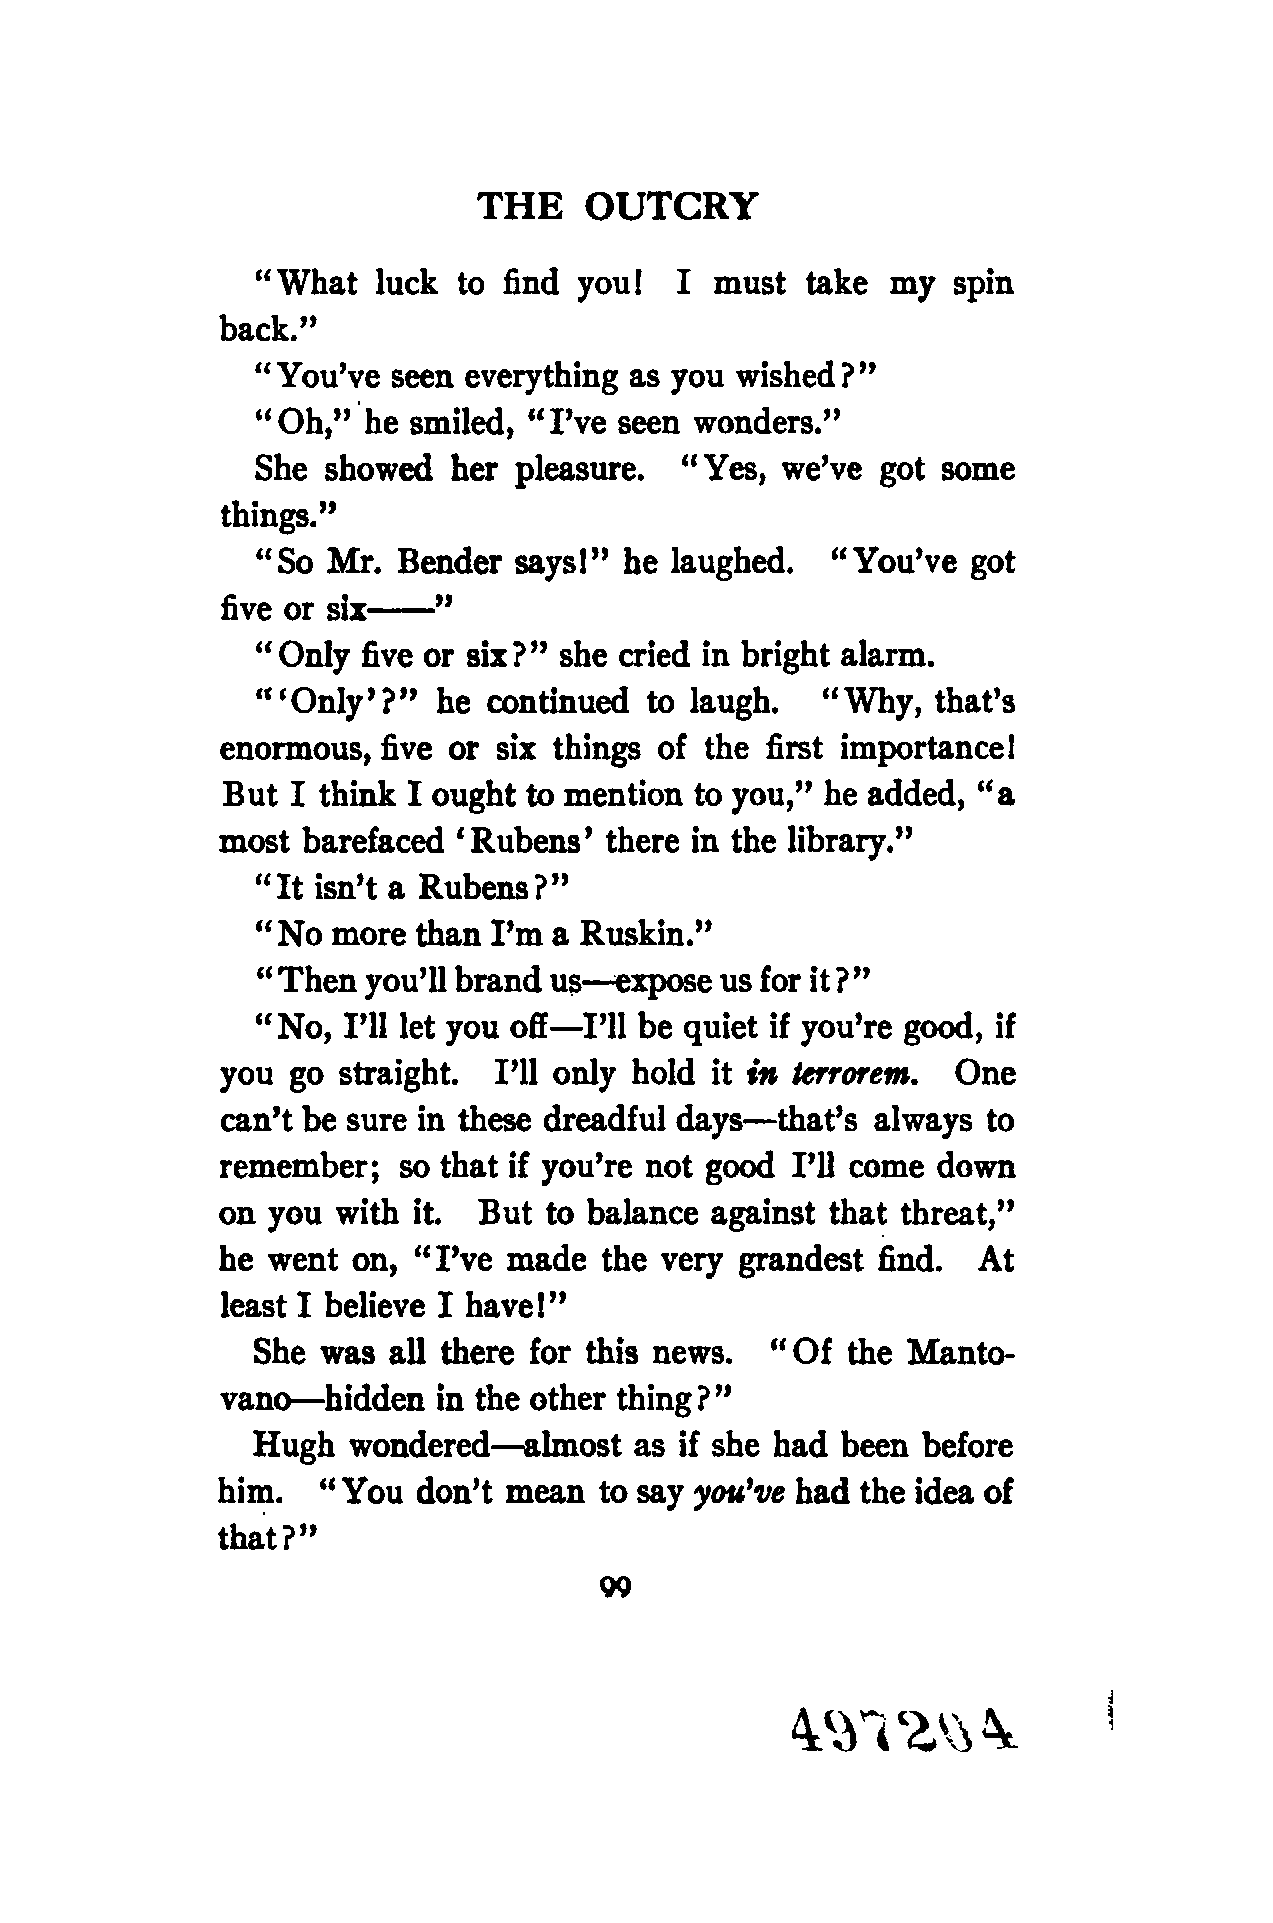 THE OUTCRY
"What luck to find you! I must take my spin
back."
"You've seen everything as you wished?"
"Oh," he smiled, "I've seen wonders."
She showed her pleasure. "Yes, we've got some
things."
"So Mr. Bender says!" he laughed. "You've got
five or six——"
"Only five or six?" she cried in bright alarm.
"'Only'?" he continued to laugh. "Why, that's
enormous, five or six things of the first importance!
But I think I ought to mention to you," he added, "a
most barefaced 'Rubens' there in the library."
"It isn't a Rubens?"
"No more than I'm a Ruskin."
"Then you'll brand us—expose us for it?"
"No, I'll let you off—I'll be quiet if you're good, if
you go straight. I'll only hold it in terrorem. One
can't be sure in these dreadful days—that's always to
remember; so that if you're not good I'll come down
on you with it. But to balance against that threat,"
he went on, "I've made the very grandest find. At
least I believe I have!"
She was all there for this news. "Of the Manto-
vano—hidden in the other thing?"
Hugh wondered—almost as if she had been before
him. "You don't mean to say you've had the idea of
that?"
99
497204